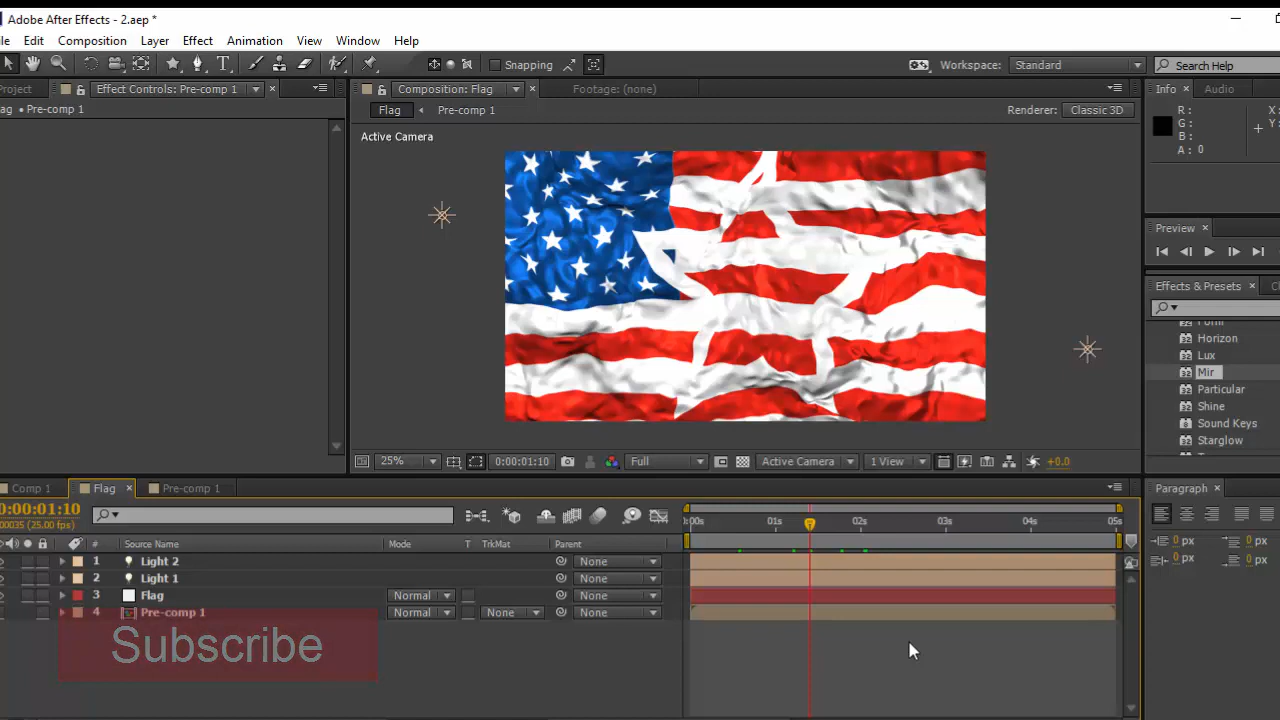 Adobe After Effects - 2.aep *
Edit Composition Layer Effect Animation View Window Help
Snapping Workspace: Standard Search Help
Project Effect Controls: Pre-comp 1 Composition: Flag Footage: (none) Info Audio
Pre-comp 1 Flag Pre-comp 1 Renderer: Classic 3D R: X:
G: Y:
B:
Active Camera A: 0
Preview
Effects & Presets
Horizon
Lux
Mir
Particular
Shine
Sound Keys
Starglow
25% 0:00:01:10 Full Active Camera 1 View +0.0
Comp 1 Flag Pre-comp 1 Paragraph
0:00:01:10
00035 (25.00 fps)
:00s 01s 02s 03s 04s 05s
# Source Name Mode T TrkMat Parent
1 Light 2 None
2 Light 1 None
3 Flag Normal None
4 Pre-comp 1 Normal None None
0 px 0 px
0 px 0 px
Subscribe